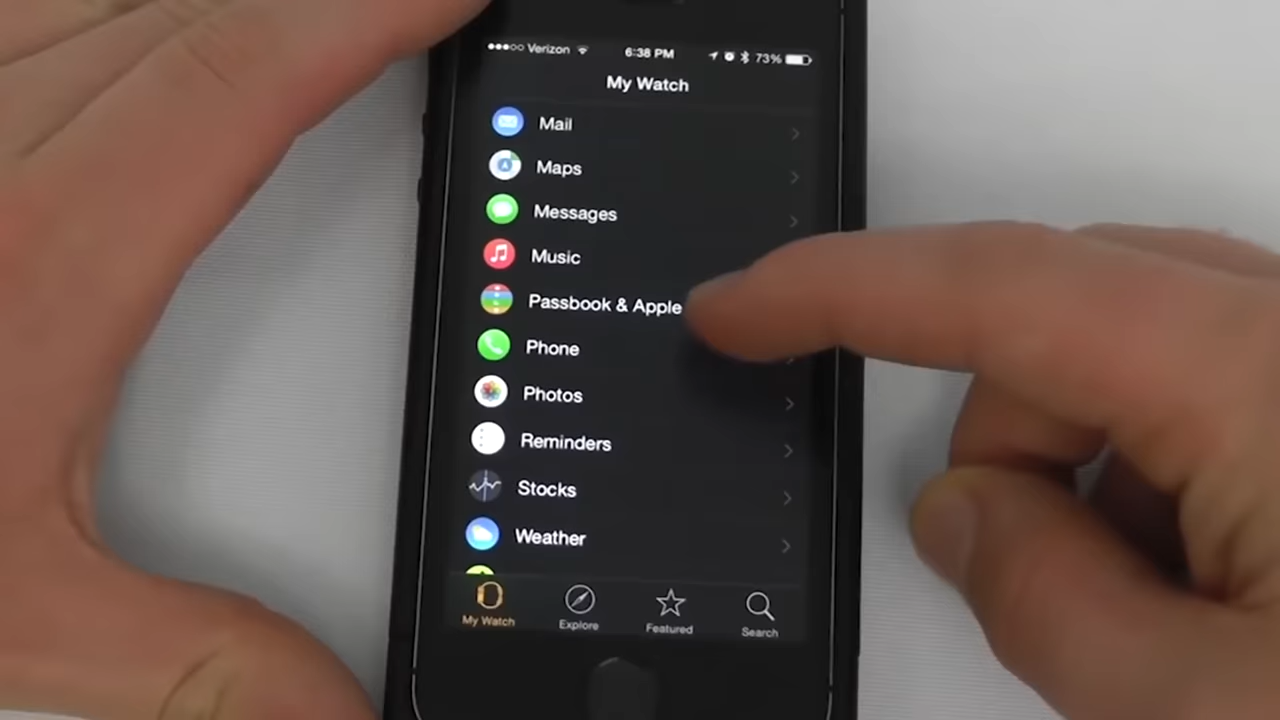 Verizon 6:38 PM 73%
My Watch
Mail
Maps
Messages
Music
Passbook & Apple
Phone
Photos
Reminders
Stocks
Weather
My Watch Explore Featured Search